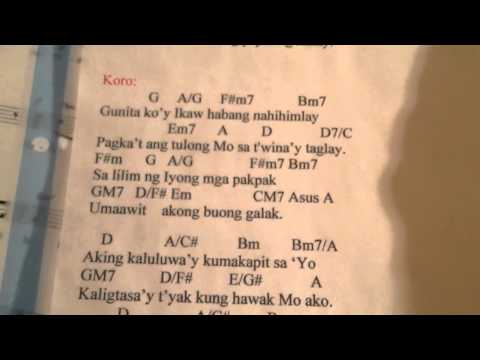 Koro:
G A/G F#m7 Bm7
Gunita ko'y Ikaw habang nahihimlay
Em7 A D D7/C
Pagka't ang tulong Mo sa t'wina'y taglay.
F#m G A/G F#m7 Bm7
Sa lilim ng Iyong mga pakpak
GM7 D/F# Em CM7 Asus A
Umaawit akong buong galak.
D A/C# Bm Bm7/A
Aking kaluluwa'y kumakapit sa 'Yo
GM7 D/F# E/G# A
Kaligtasa'y t'yak kung hawak Mo ako.
D A/C#